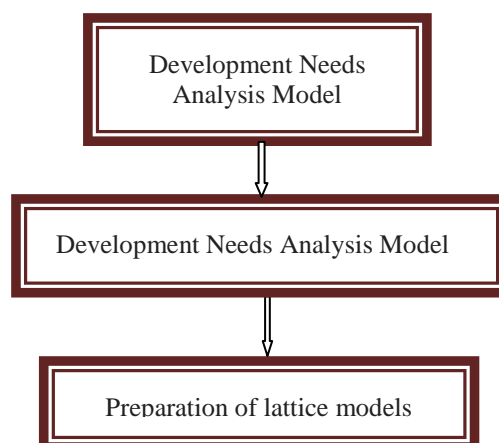 Development Needs
Analysis Model
Development Needs Analysis Model
Preparation of lattice models